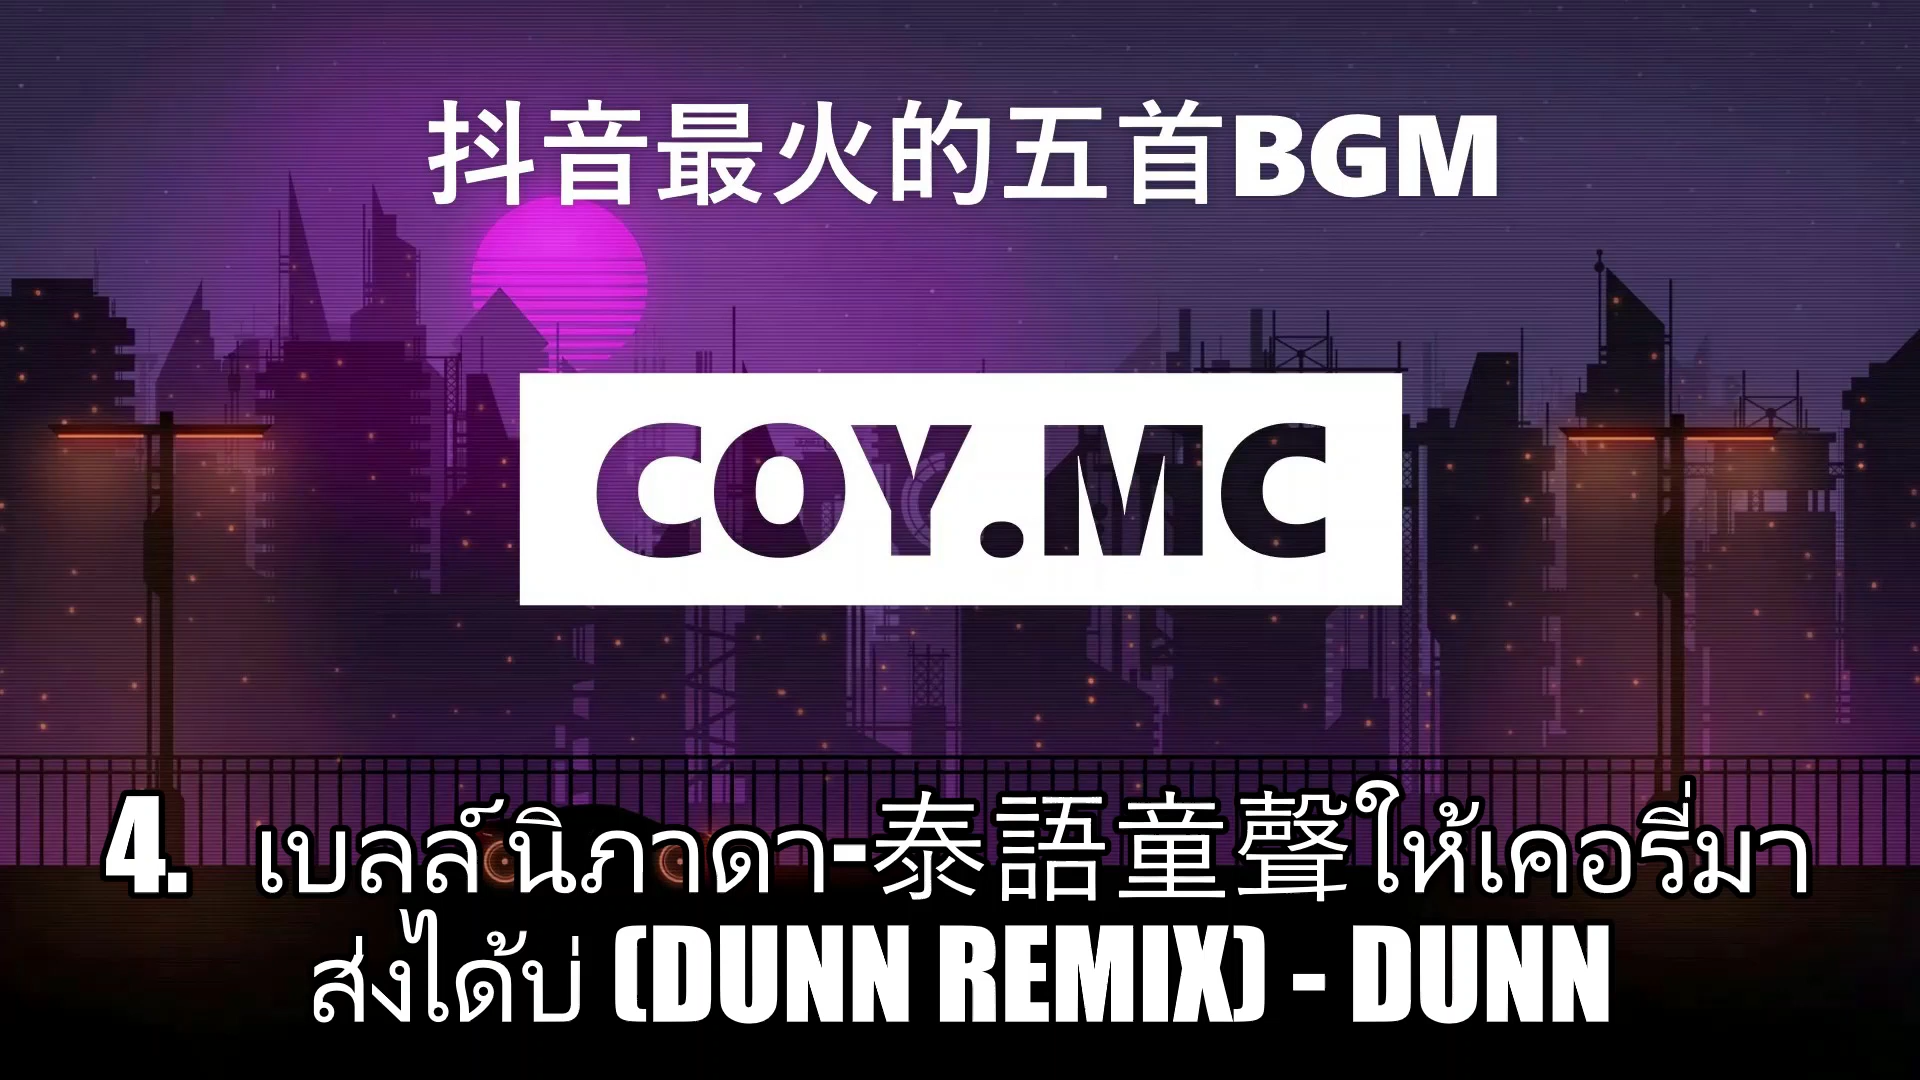 抖音最火的五首BGM
COY.MC
4. เบลล์นิภาดา-泰語童聲ให้เคอรี่มา
ส่งได้บ่ (DUNN REMIX) - DUNN